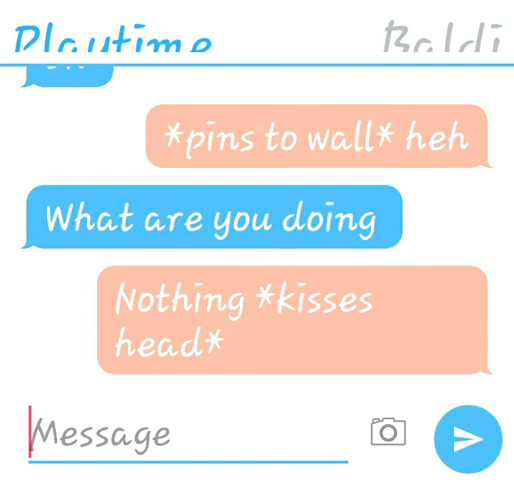 Playtime Baldi
*pins to wall* heh
What are you doing
Nothing *kisses
head*
Message